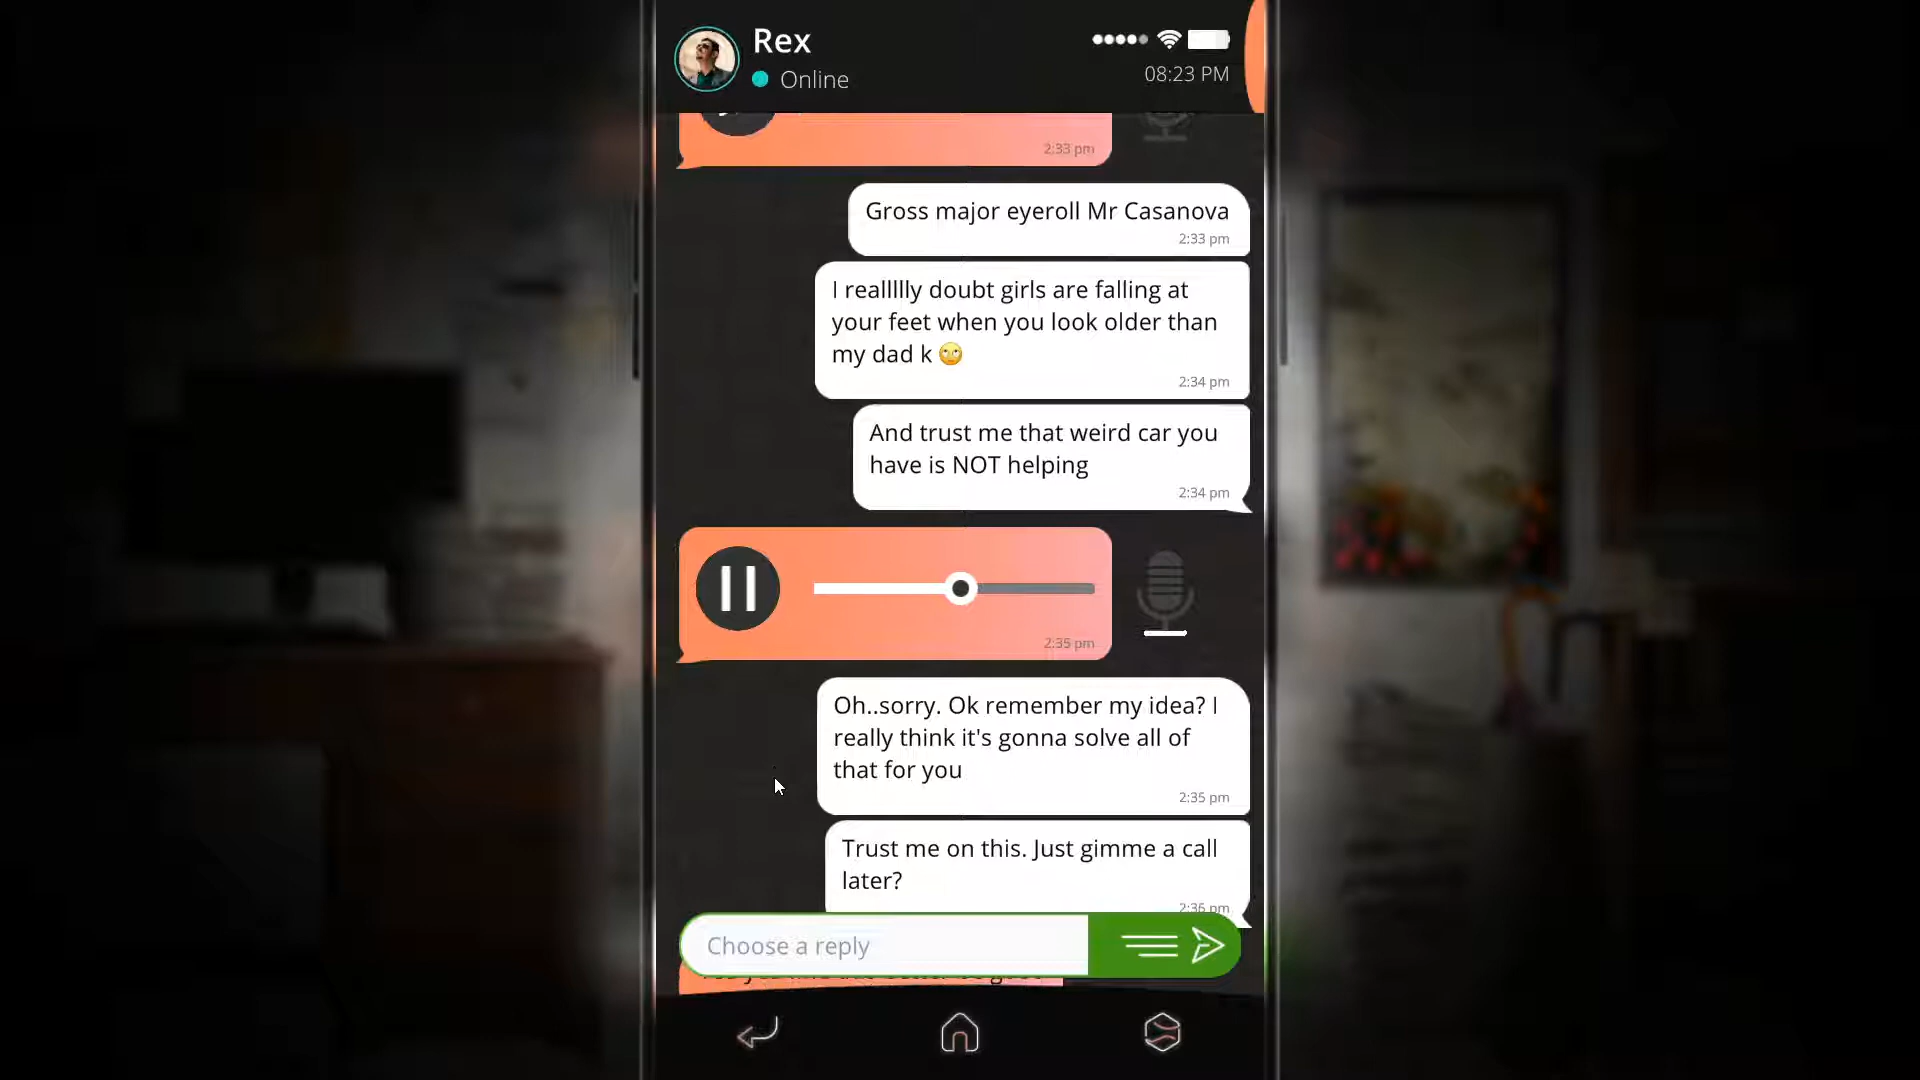 Rex
Online
08:23 PM
2:33 pm
Gross major eyeroll Mr Casanova
2:33 pm
I reallllly doubt girls are falling at
your feet when you look older than
my dad k 🙄
2:34 pm
And trust me that weird car you
have is NOT helping
2:34 pm
2:35 pm
Oh..sorry. Ok remember my idea? I
really think it's gonna solve all of
that for you
2:35 pm
Trust me on this. Just gimme a call
later?
2:36 pm
Choose a reply